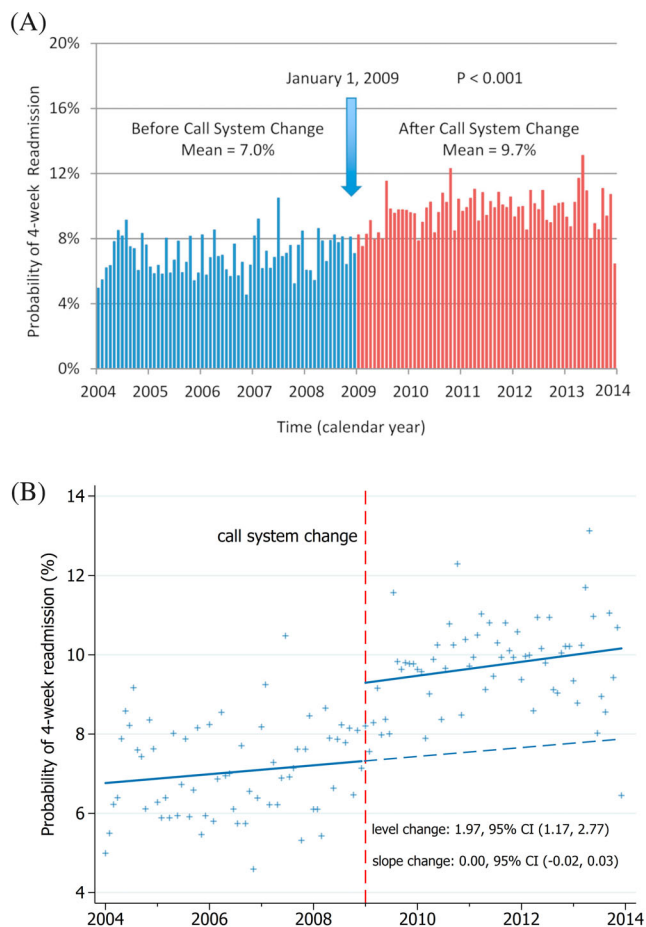 (A)
20%
16%
12%
8%
4%
0%
Probability of 4-week Readmission
January 1, 2009 P < 0.001
Before Call System Change After Call System Change
Mean = 7.0% Mean = 9.7%
2004 2005 2006 2007 2008 2009 2010 2011 2012 2013 2014
Time (calendar year)
(B)
14
12
10
8
6
4
Probability of 4-week readmission (%)
call system change
level change: 1.97, 95% CI (1.17, 2.77)
slope change: 0.00, 95% CI (-0.02, 0.03)
2004 2006 2008 2010 2012 2014